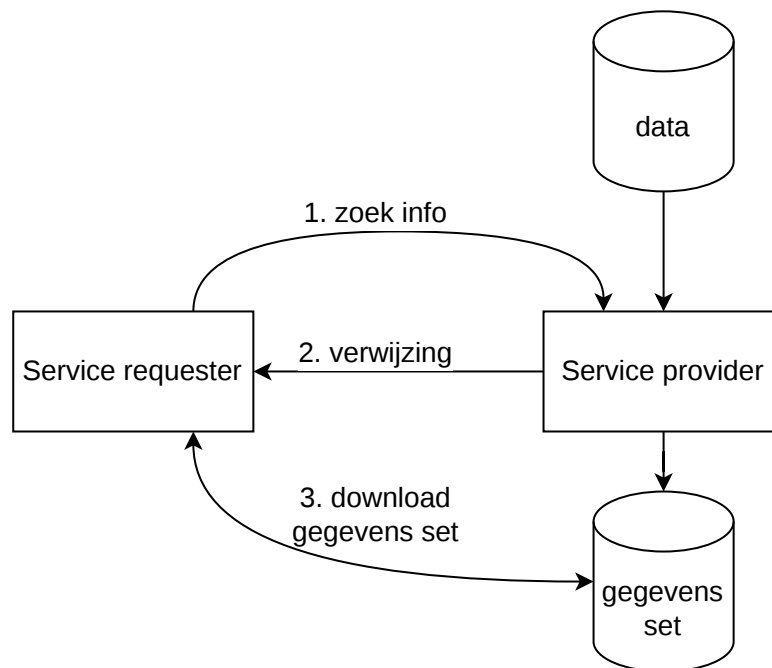 data
1. zoek info
Service requester
2. verwijzing
Service provider
3. download
gegevens set
gegevens
set